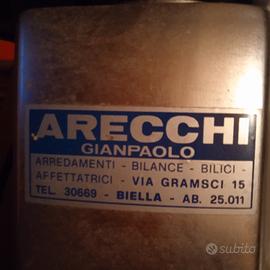 ARECCHI
GIANPAOLO
ARREDAMENTI - BILANCE - BILICI -
AFFETTATRICI - VIA GRAMSCI 15
TEL. 30669 - BIELLA - AB. 25.011
subito